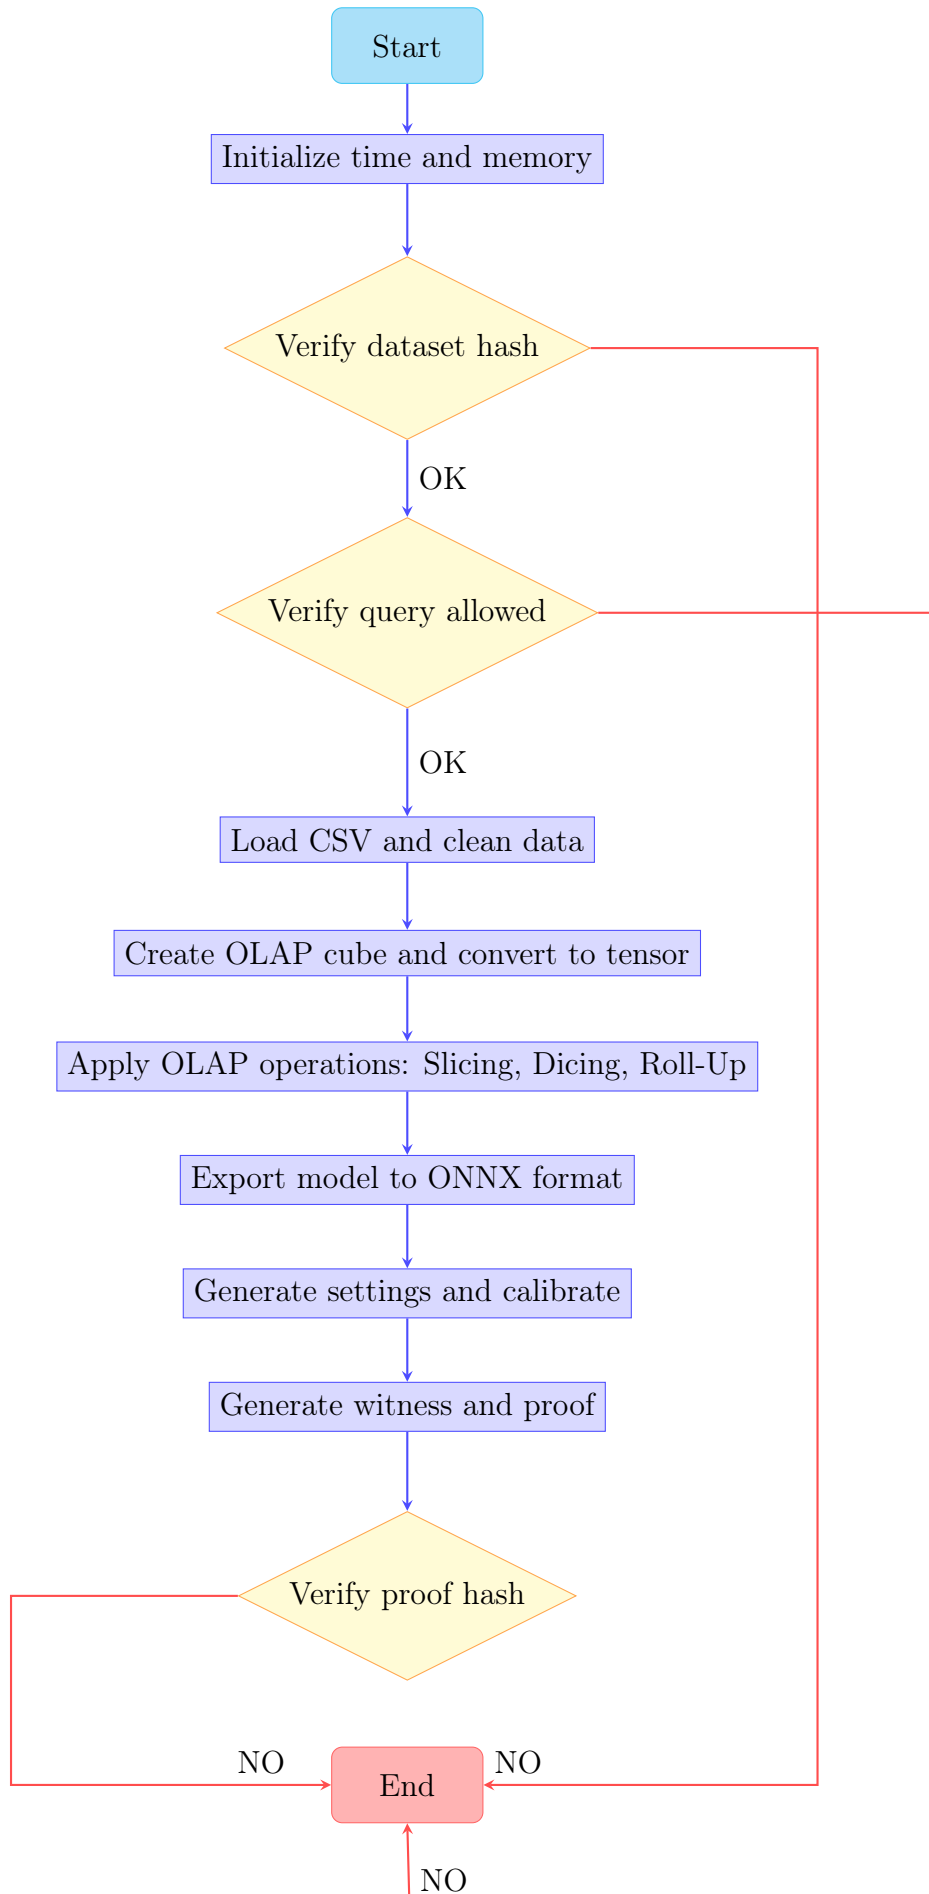 Start
Initialize time and memory
Verify dataset hash
OK
Verify query allowed
OK
Load CSV and clean data
Create OLAP cube and convert to tensor
Apply OLAP operations: Slicing, Dicing, Roll-Up
Export model to ONNX format
Generate settings and calibrate
Generate witness and proof
Verify proof hash
NO
NO
End
NO